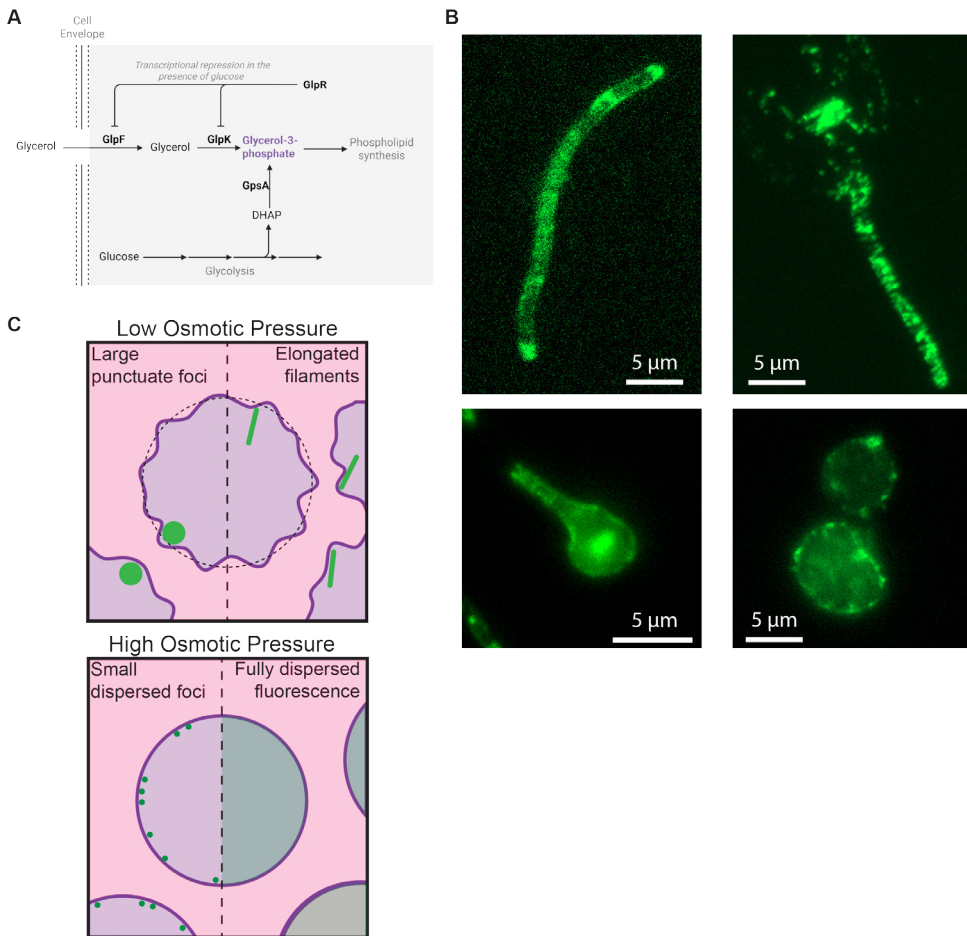 A
Cell
Envelope
Transcriptional repression in the
presence of glucose
GlpR
Glycerol
GlpF
Glycerol
GlpK
Glycerol-3-
phosphate
Phospholipid
synthesis
GpsA
DHAP
Glucose
Glycolysis
B
5 µm
5 µm
5 µm
5 µm
C
Low Osmotic Pressure
Large
punctuate foci
Elongated
filaments
High Osmotic Pressure
Small
dispersed foci
Fully dispersed
fluorescence